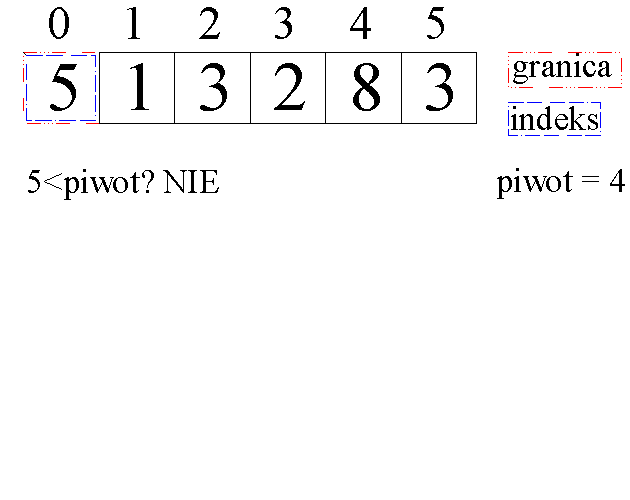 0 1 2 3 4 5
5 1 3 2 8 3
granica
indeks
5<piwot? NIE
piwot = 4